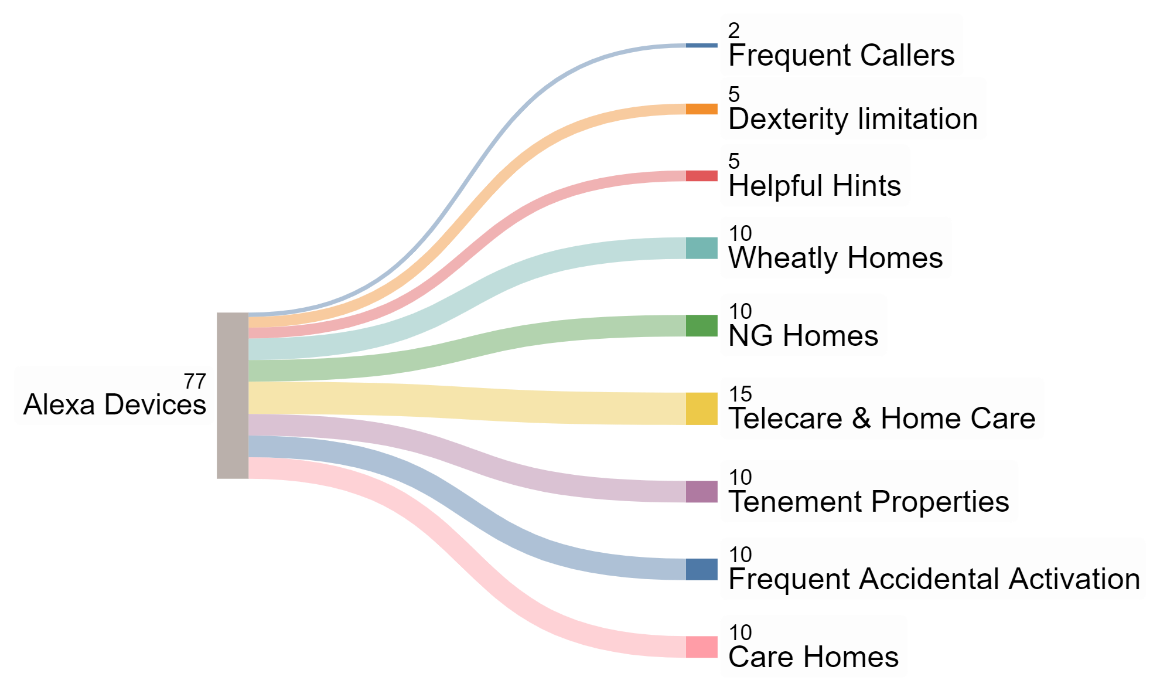 2
Frequent Callers
5
Dexterity limitation
5
Helpful Hints
10
Wheatly Homes
10
NG Homes
77
Alexa Devices
15
Telecare & Home Care
10
Tenement Properties
10
Frequent Accidental Activation
10
Care Homes